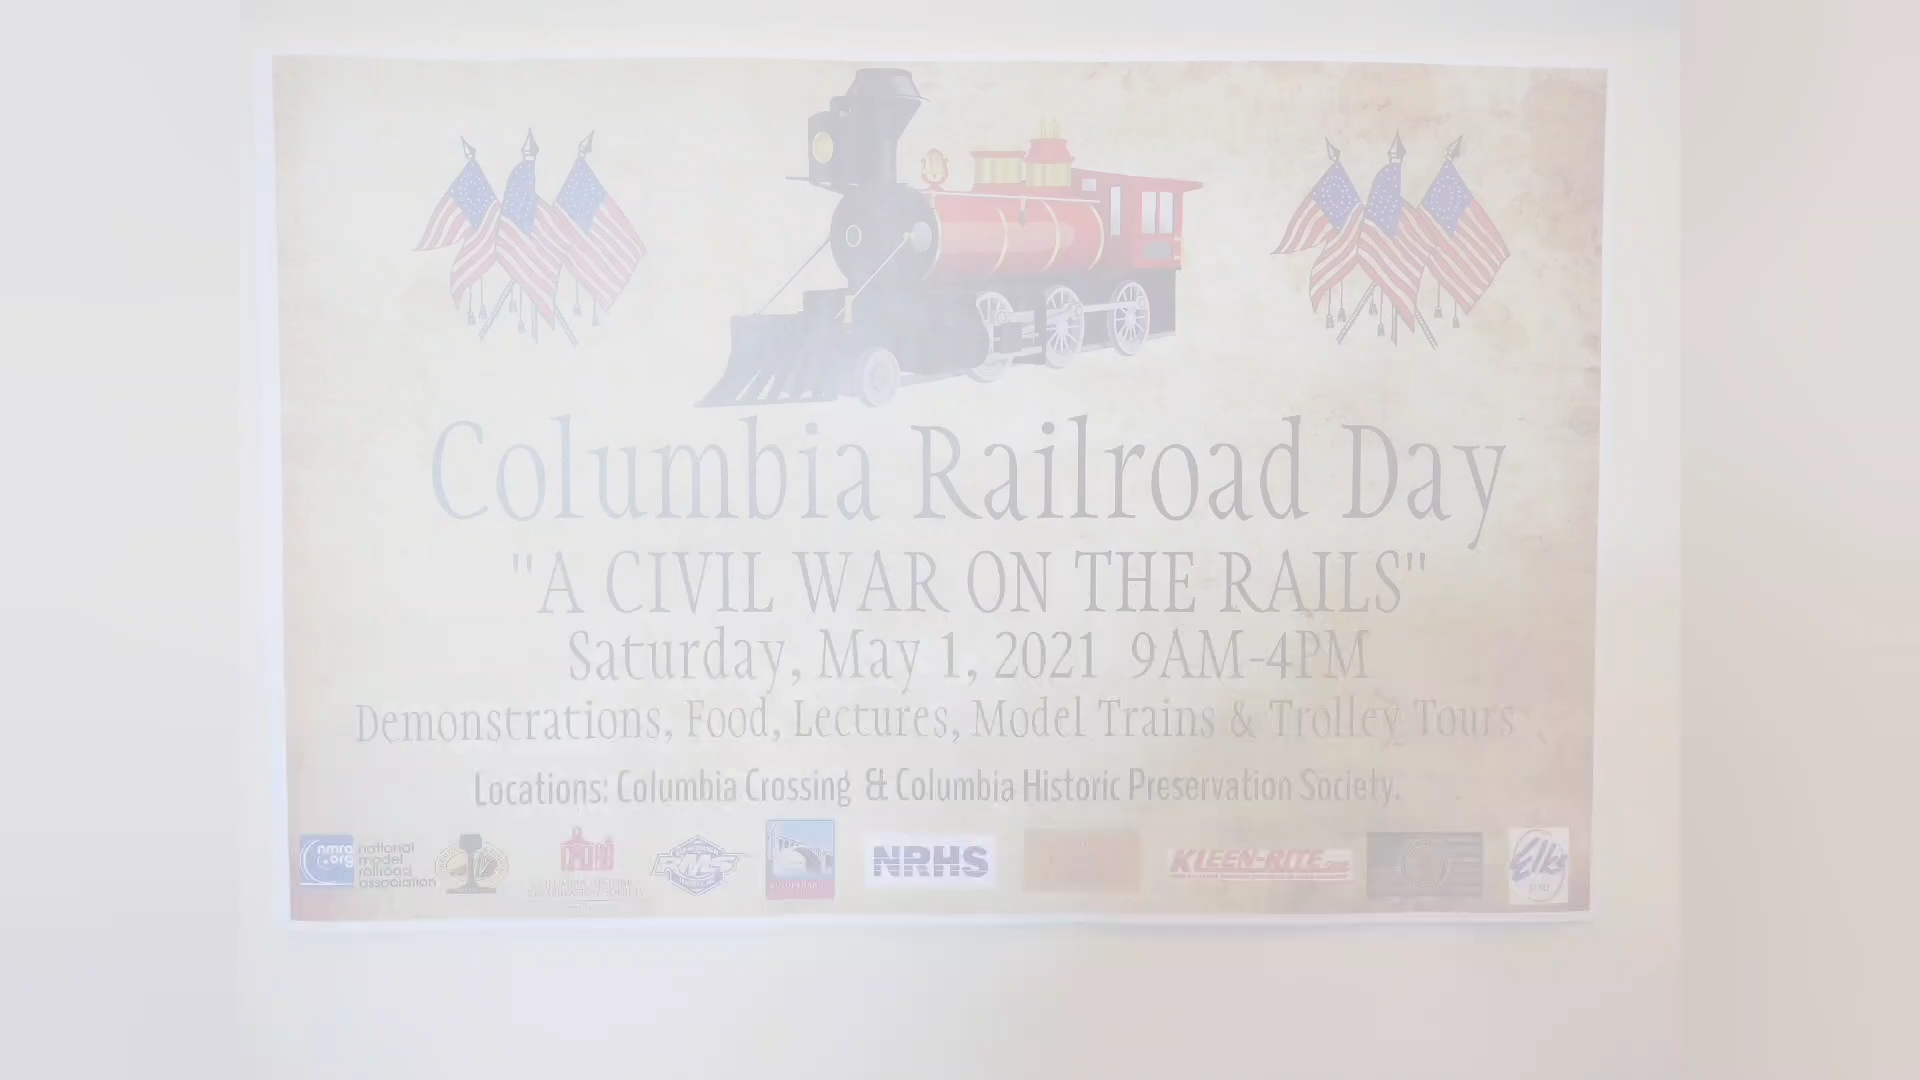 Columbia Railroad Day
"A CIVIL WAR ON THE RAILS"
Saturday, May 1, 2021 9AM-4PM
Demonstrations, Food, Lectures, Model Trains & Trolley Tours
Locations: Columbia Crossing & Columbia Historic Preservation Society.
nmra.org
national model railroad association
RMS
NRHS
KLEEN-RITE
Elks